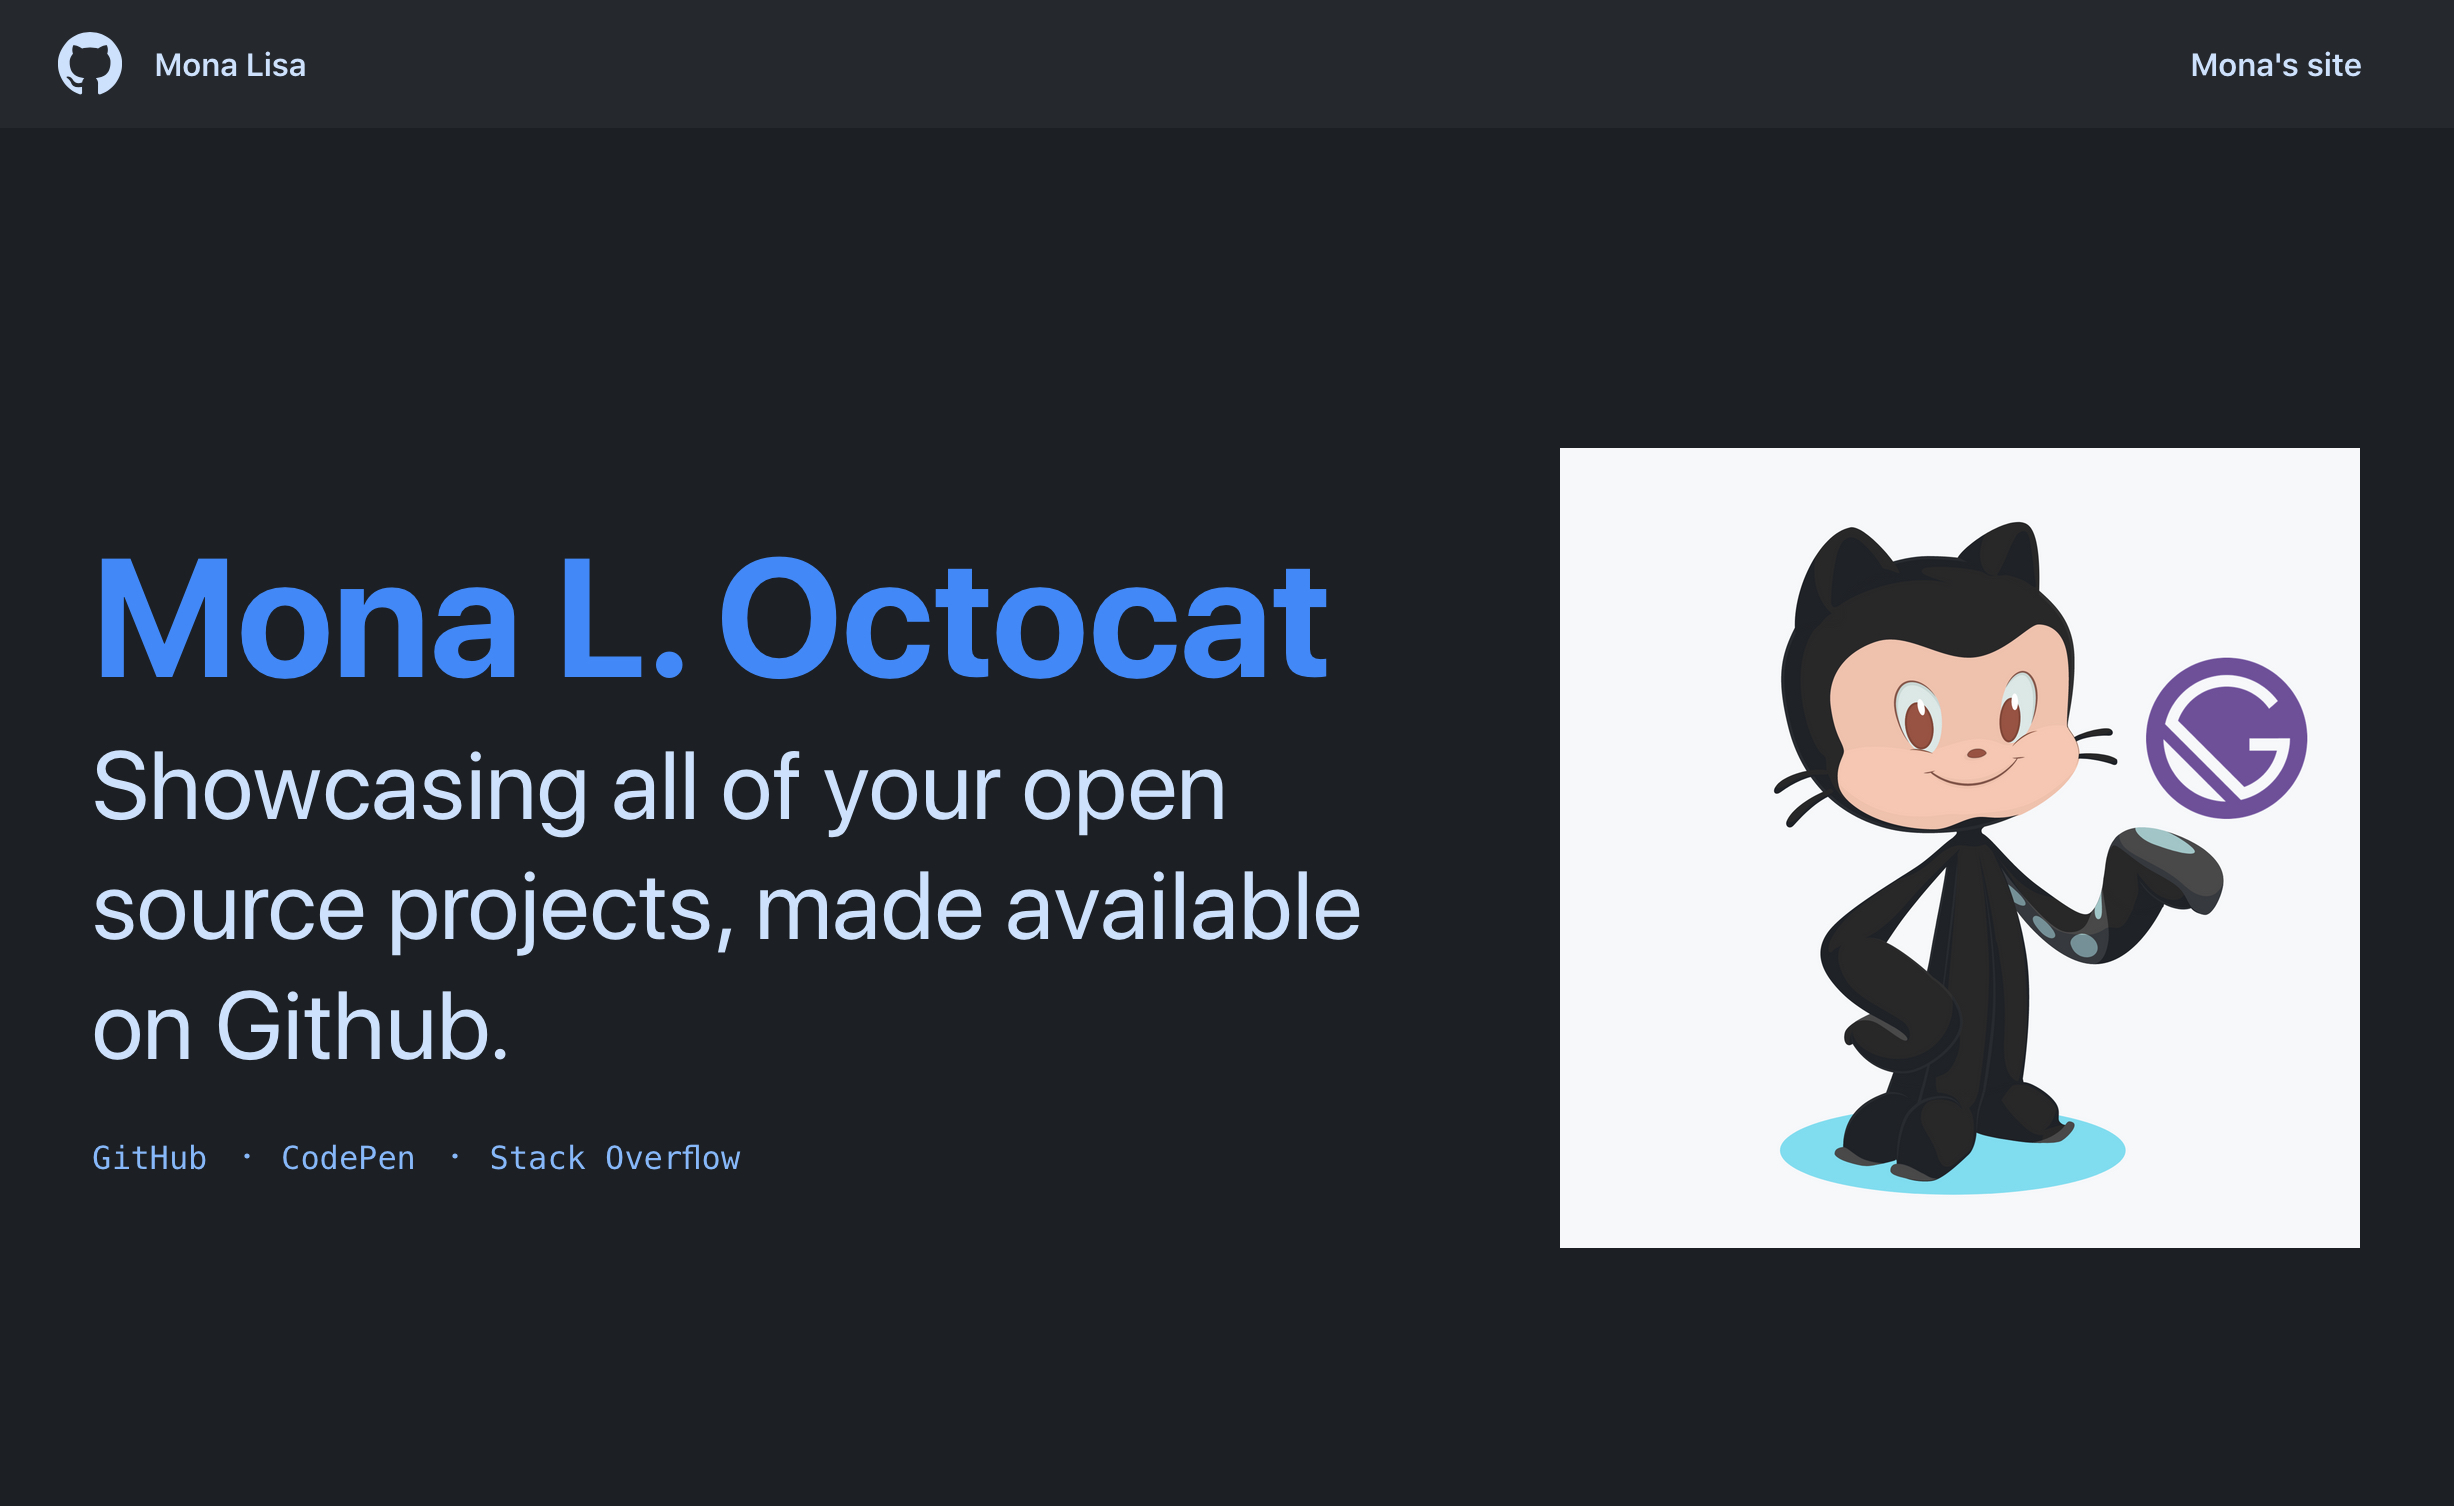 Mona Lisa
Mona's site
Mona L. Octocat
Showcasing all of your open
source projects, made available
on Github.
GitHub · CodePen · Stack Overflow